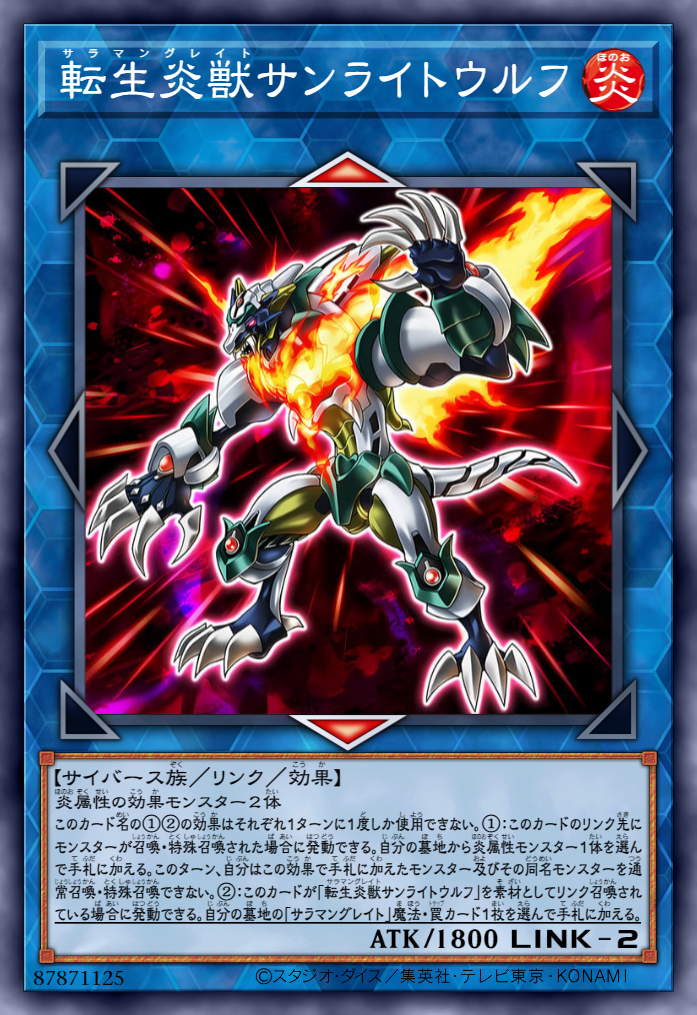 サラマングレイト
転生炎獣サンライトウルフ
ほのお
炎
【サイバース族／リンク／効果】
炎属性の効果モンスター２体
このカード名の①②の効果はそれぞれ1ターンに1度しか使用できない。①：このカードのリンク先に
モンスターが召喚・特殊召喚された場合に発動できる。自分の墓地から炎属性モンスター1体を選ん
で手札に加える。このターン、自分はこの効果で手札に加えたモンスター及びその同名モンスターを通
常召喚・特殊召喚できない。②：このカードが「転生炎獣サンライトウルフ」を素材としてリンク召喚され
ている場合に発動できる。自分の墓地の「サラマングレイト」魔法・罠カード1枚を選んで手札に加える。
ATK/1800 LINK-2
87871125 ©スタジオ・ダイス／集英社・テレビ東京・KONAMI